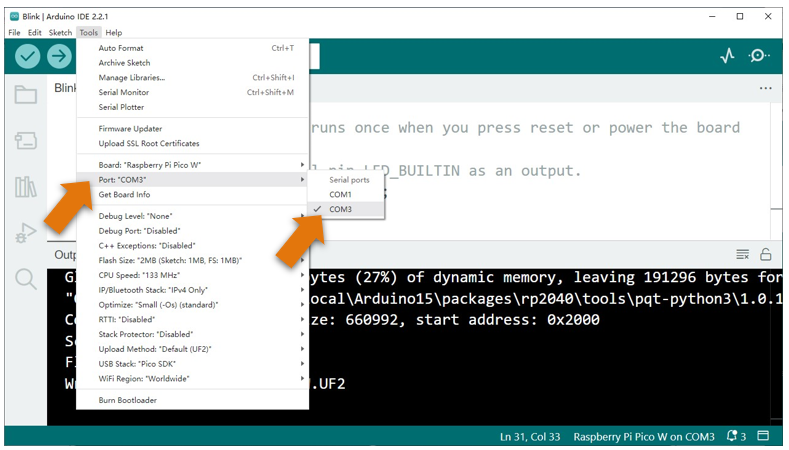 Blink | Arduino IDE 2.2.1
File Edit Sketch Tools Help
Auto Format Ctrl+T
Archive Sketch
Manage Libraries... Ctrl+Shift+I
Serial Monitor Ctrl+Shift+M
Serial Plotter
Firmware Updater
Upload SSL Root Certificates
Board: "Raspberry Pi Pico W"
Port: "COM3"
Get Board Info
Debug Level: "None"
Debug Port: "Disabled"
C++ Exceptions: "Disabled"
Flash Size: "2MB (Sketch: 1MB, FS: 1MB)"
CPU Speed: "133 MHz"
IP/Bluetooth Stack: "IPv4 Only"
Optimize: "Small (-Os) (standard)"
RTTI: "Disabled"
Stack Protector: "Disabled"
Upload Method: "Default (UF2)"
USB Stack: "Pico SDK"
WiFi Region: "Worldwide"
Burn Bootloader
Serial ports
COM1
COM3
runs once when you press reset or power the board
pin LED_BUILTIN as an output.
ytes (27%) of dynamic memory, leaving 191296 bytes for
ocal\Arduino15\packages\rp2040\tools\pqt-python3\1.0.1
ze: 660992, start address: 0x2000
.UF2
Ln 31, Col 33 Raspberry Pi Pico W on COM3 3